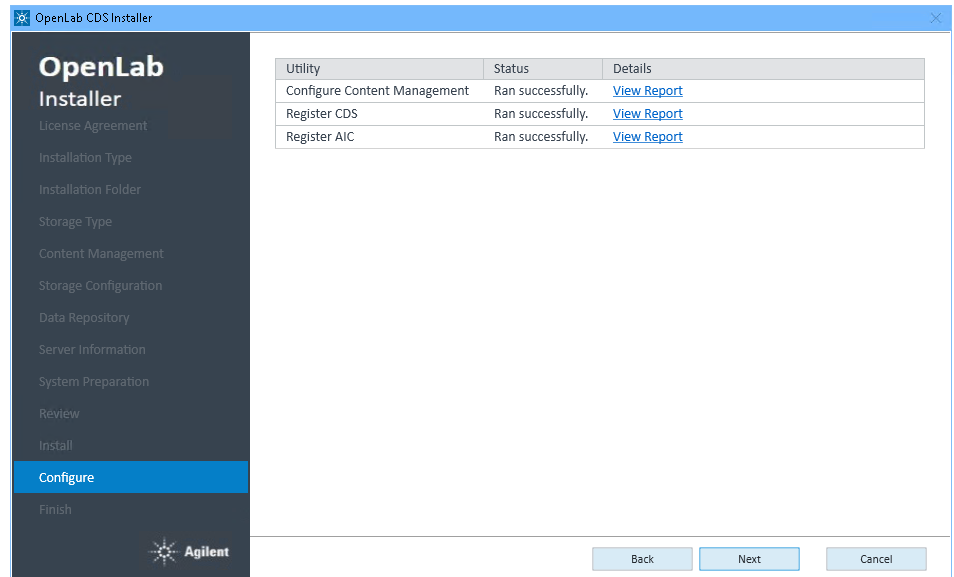 OpenLab CDS Installer
OpenLab
Installer
License Agreement
Installation Type
Installation Folder
Storage Type
Content Management
Storage Configuration
Data Repository
Server Information
System Preparation
Review
Install
Configure
Finish
Agilent
Utility Status Details
Configure Content Management Ran successfully. View Report
Register CDS Ran successfully. View Report
Register AIC Ran successfully. View Report
Back Next Cancel